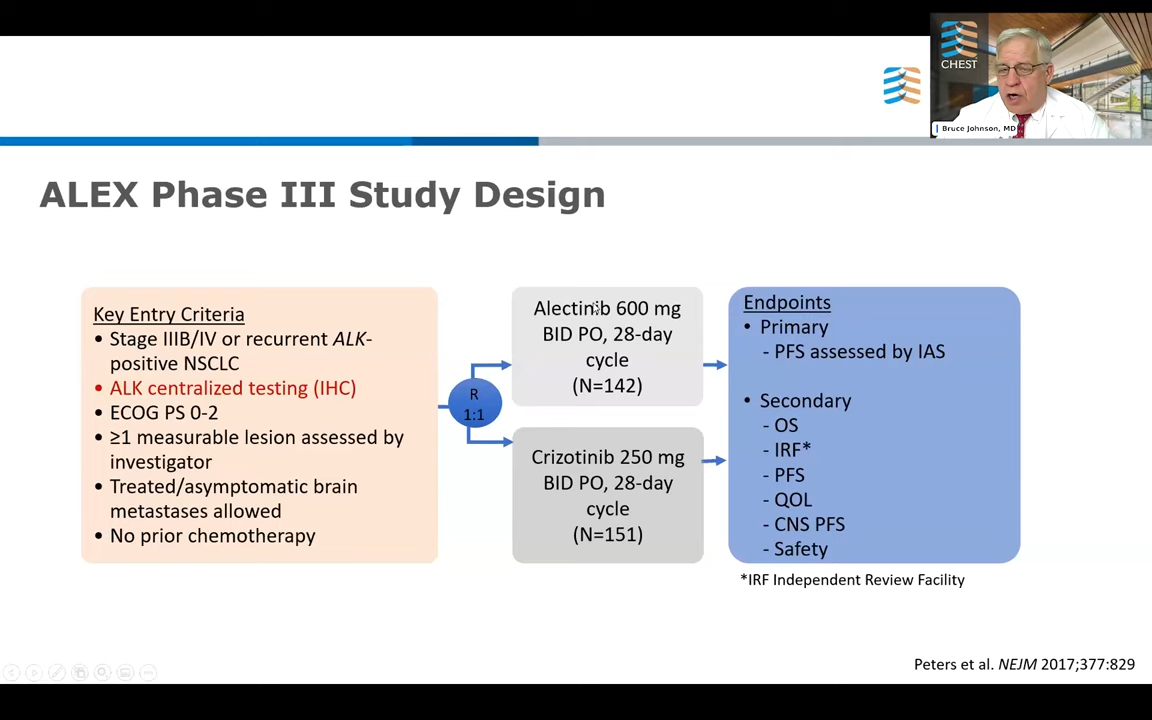 CHEST
Bruce Johnson, MD
ALEX Phase III Study Design
Key Entry Criteria
• Stage IIIB/IV or recurrent ALK-
positive NSCLC
• ALK centralized testing (IHC)
• ECOG PS 0-2
• ≥1 measurable lesion assessed by
investigator
• Treated/asymptomatic brain
metastases allowed
• No prior chemotherapy
R
1:1
Alectinib 600 mg
BID PO, 28-day
cycle
(N=142)
Crizotinib 250 mg
BID PO, 28-day
cycle
(N=151)
Endpoints
• Primary
- PFS assessed by IAS
• Secondary
- OS
- IRF*
- PFS
- QOL
- CNS PFS
- Safety
*IRF Independent Review Facility
Peters et al. NEJM 2017;377:829